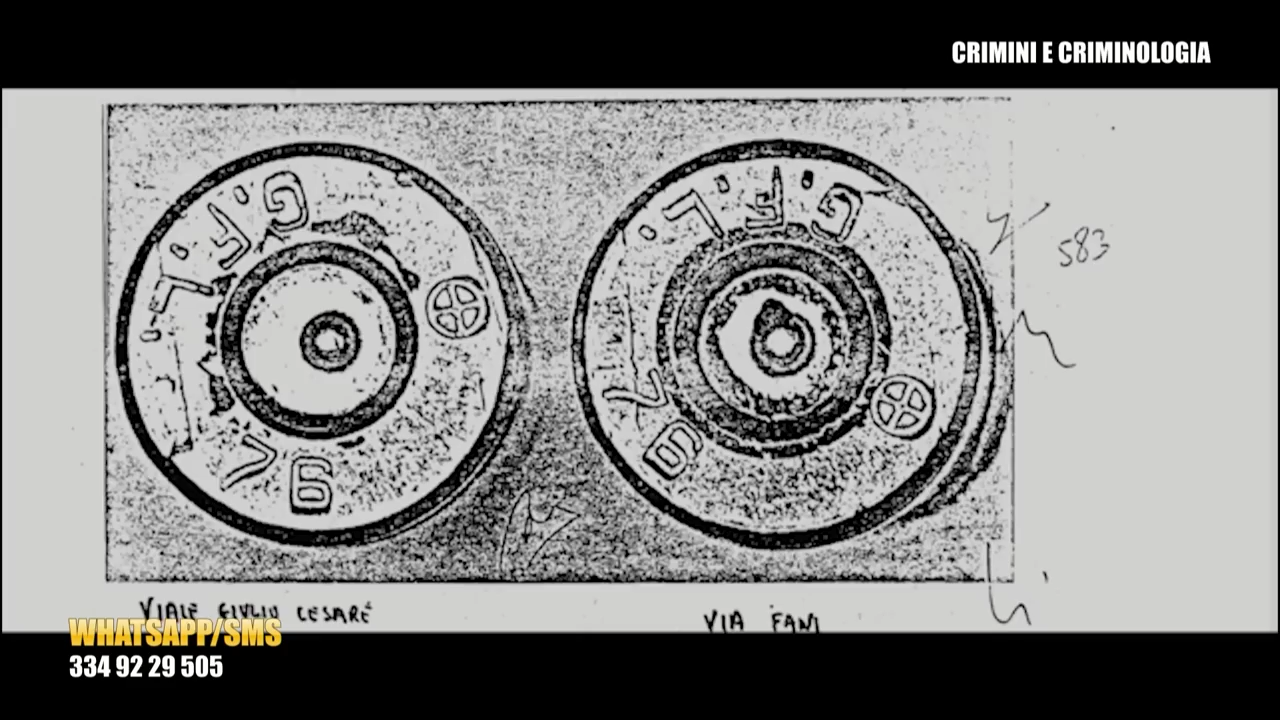 CRIMINI E CRIMINOLOGIA
G.F.L.
76
G.F.L.
76
583
VIALE GIULIO CESARE
VIA FANI
WHATSAPP/SMS
334 92 29 505